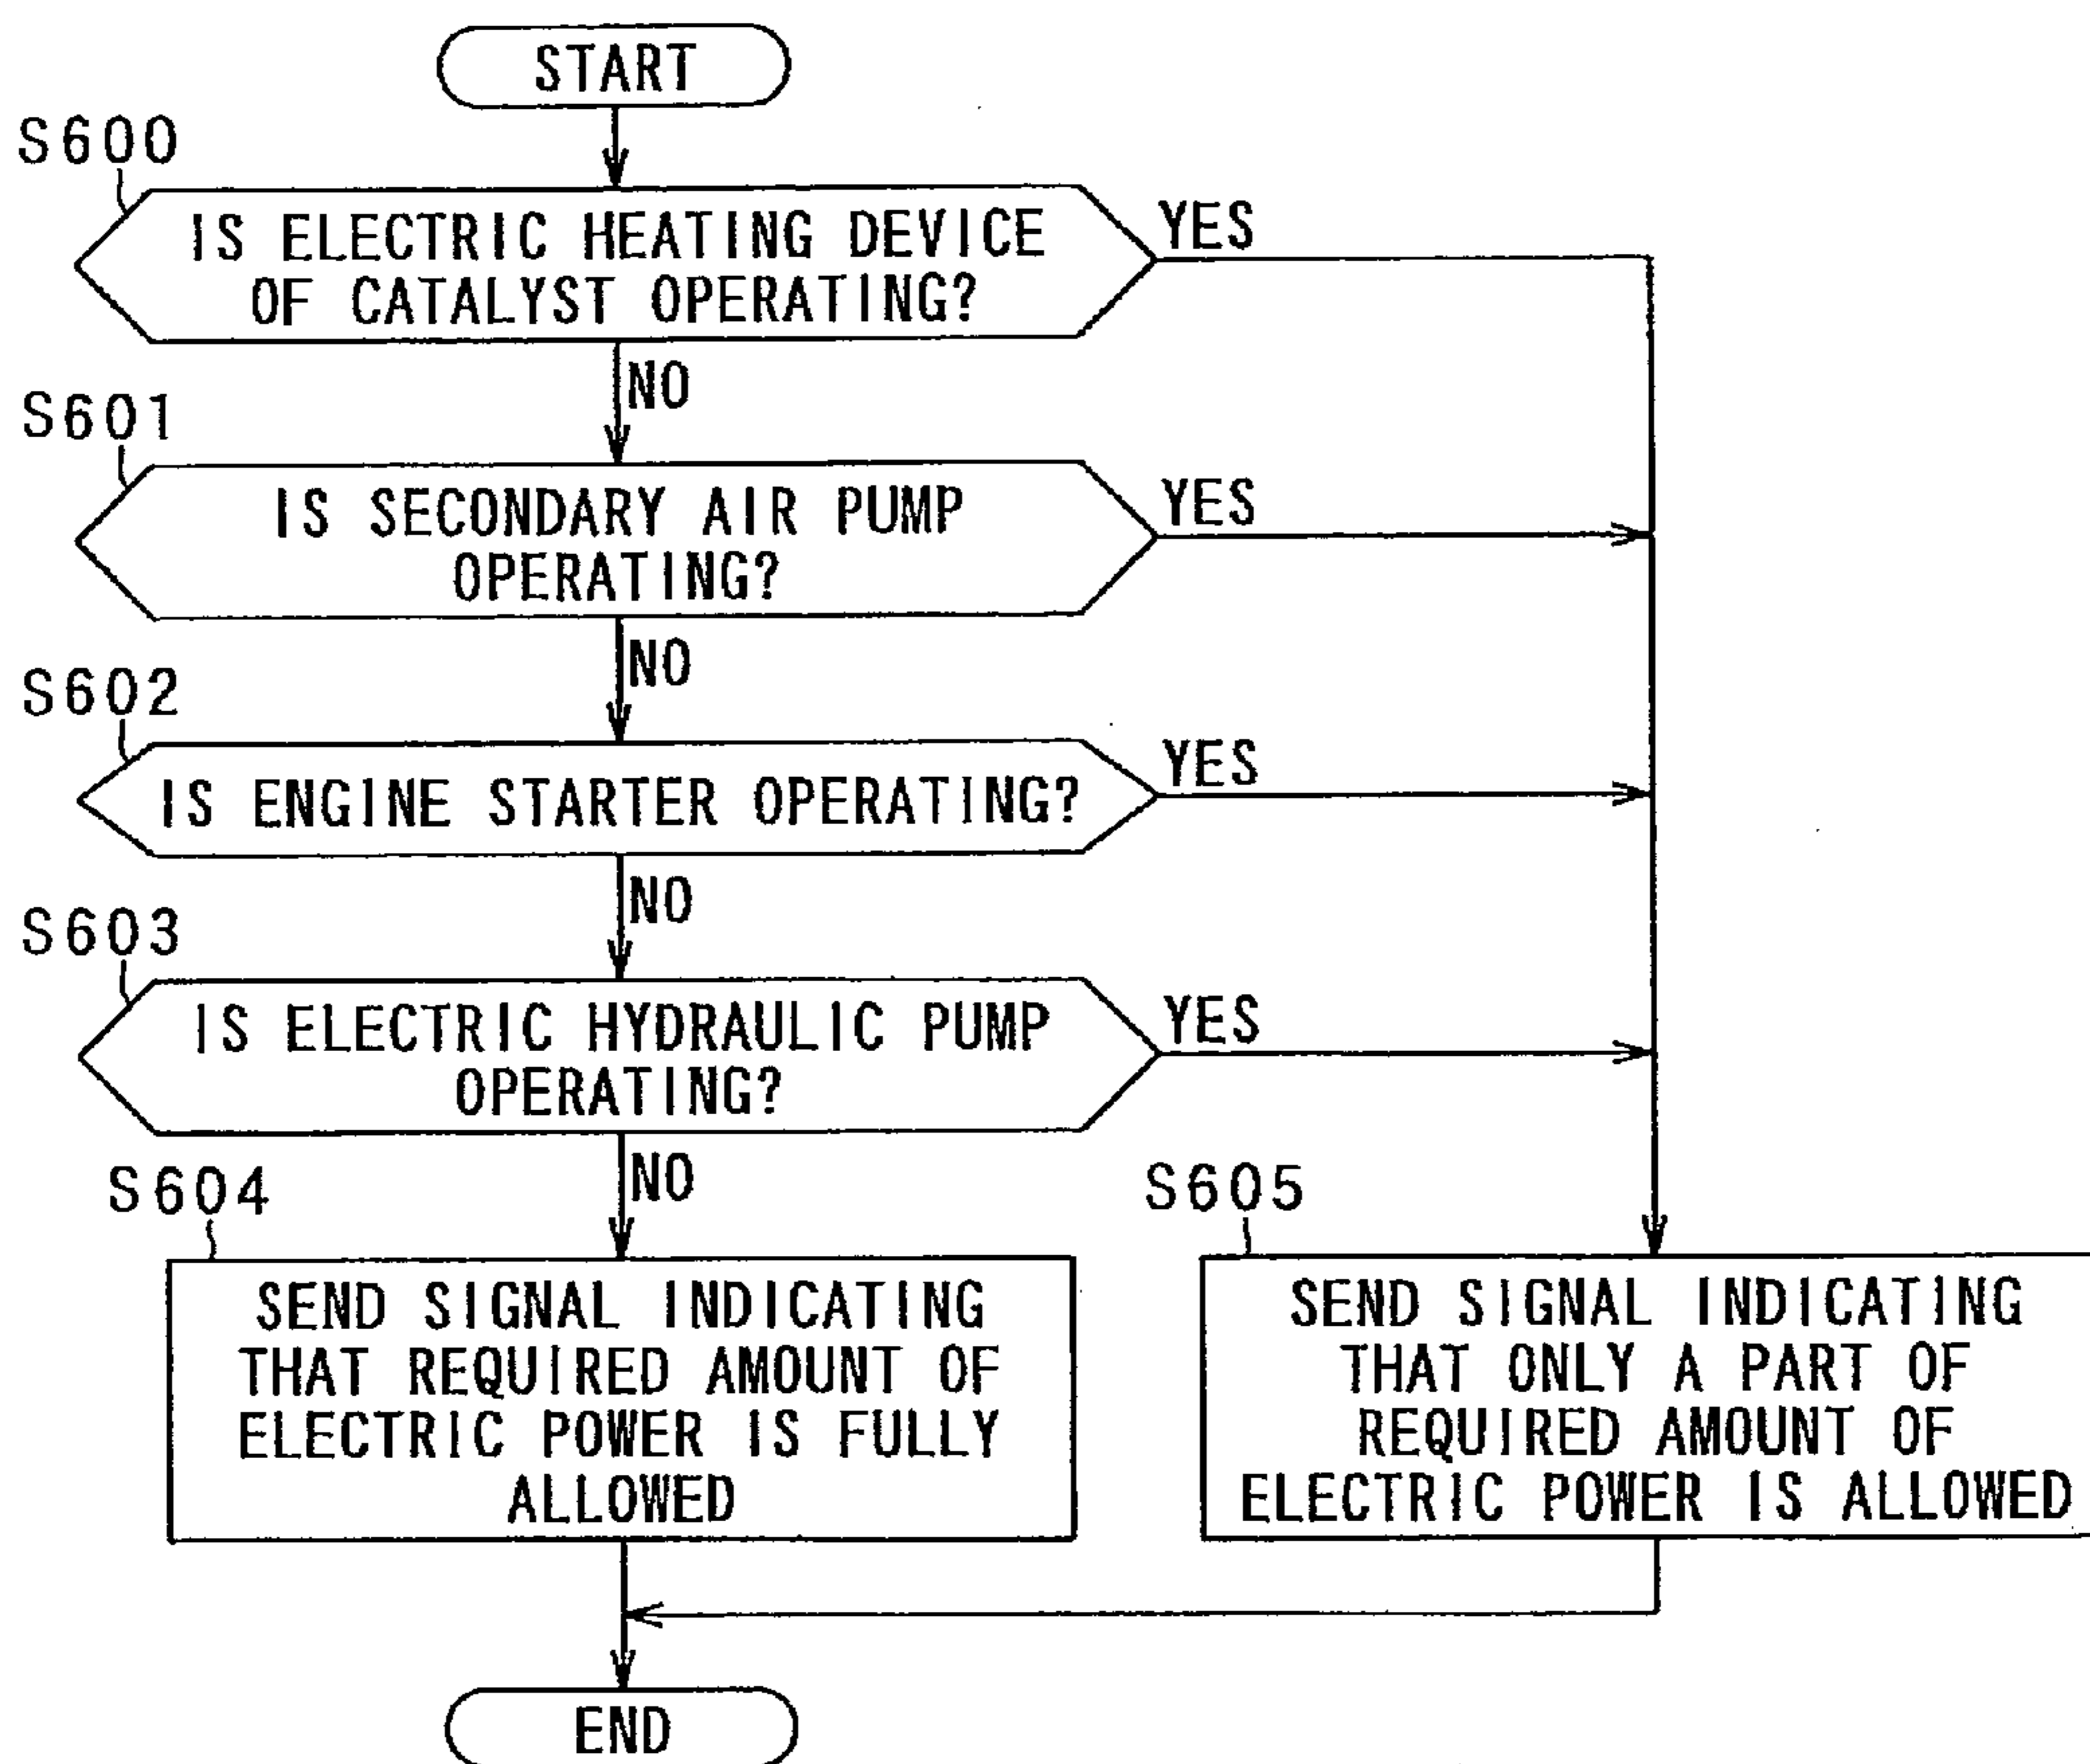 START
S600
IS ELECTRIC HEATING DEVICE
OF CATALYST OPERATING?
YES
NO
S601
IS SECONDARY AIR PUMP
OPERATING?
YES
NO
S602
IS ENGINE STARTER OPERATING?
YES
NO
S603
IS ELECTRIC HYDRAULIC PUMP
OPERATING?
YES
NO
S604
SEND SIGNAL INDICATING
THAT REQUIRED AMOUNT OF
ELECTRIC POWER IS FULLY
ALLOWED
S605
SEND SIGNAL INDICATING
THAT ONLY A PART OF
REQUIRED AMOUNT OF
ELECTRIC POWER IS ALLOWED
END